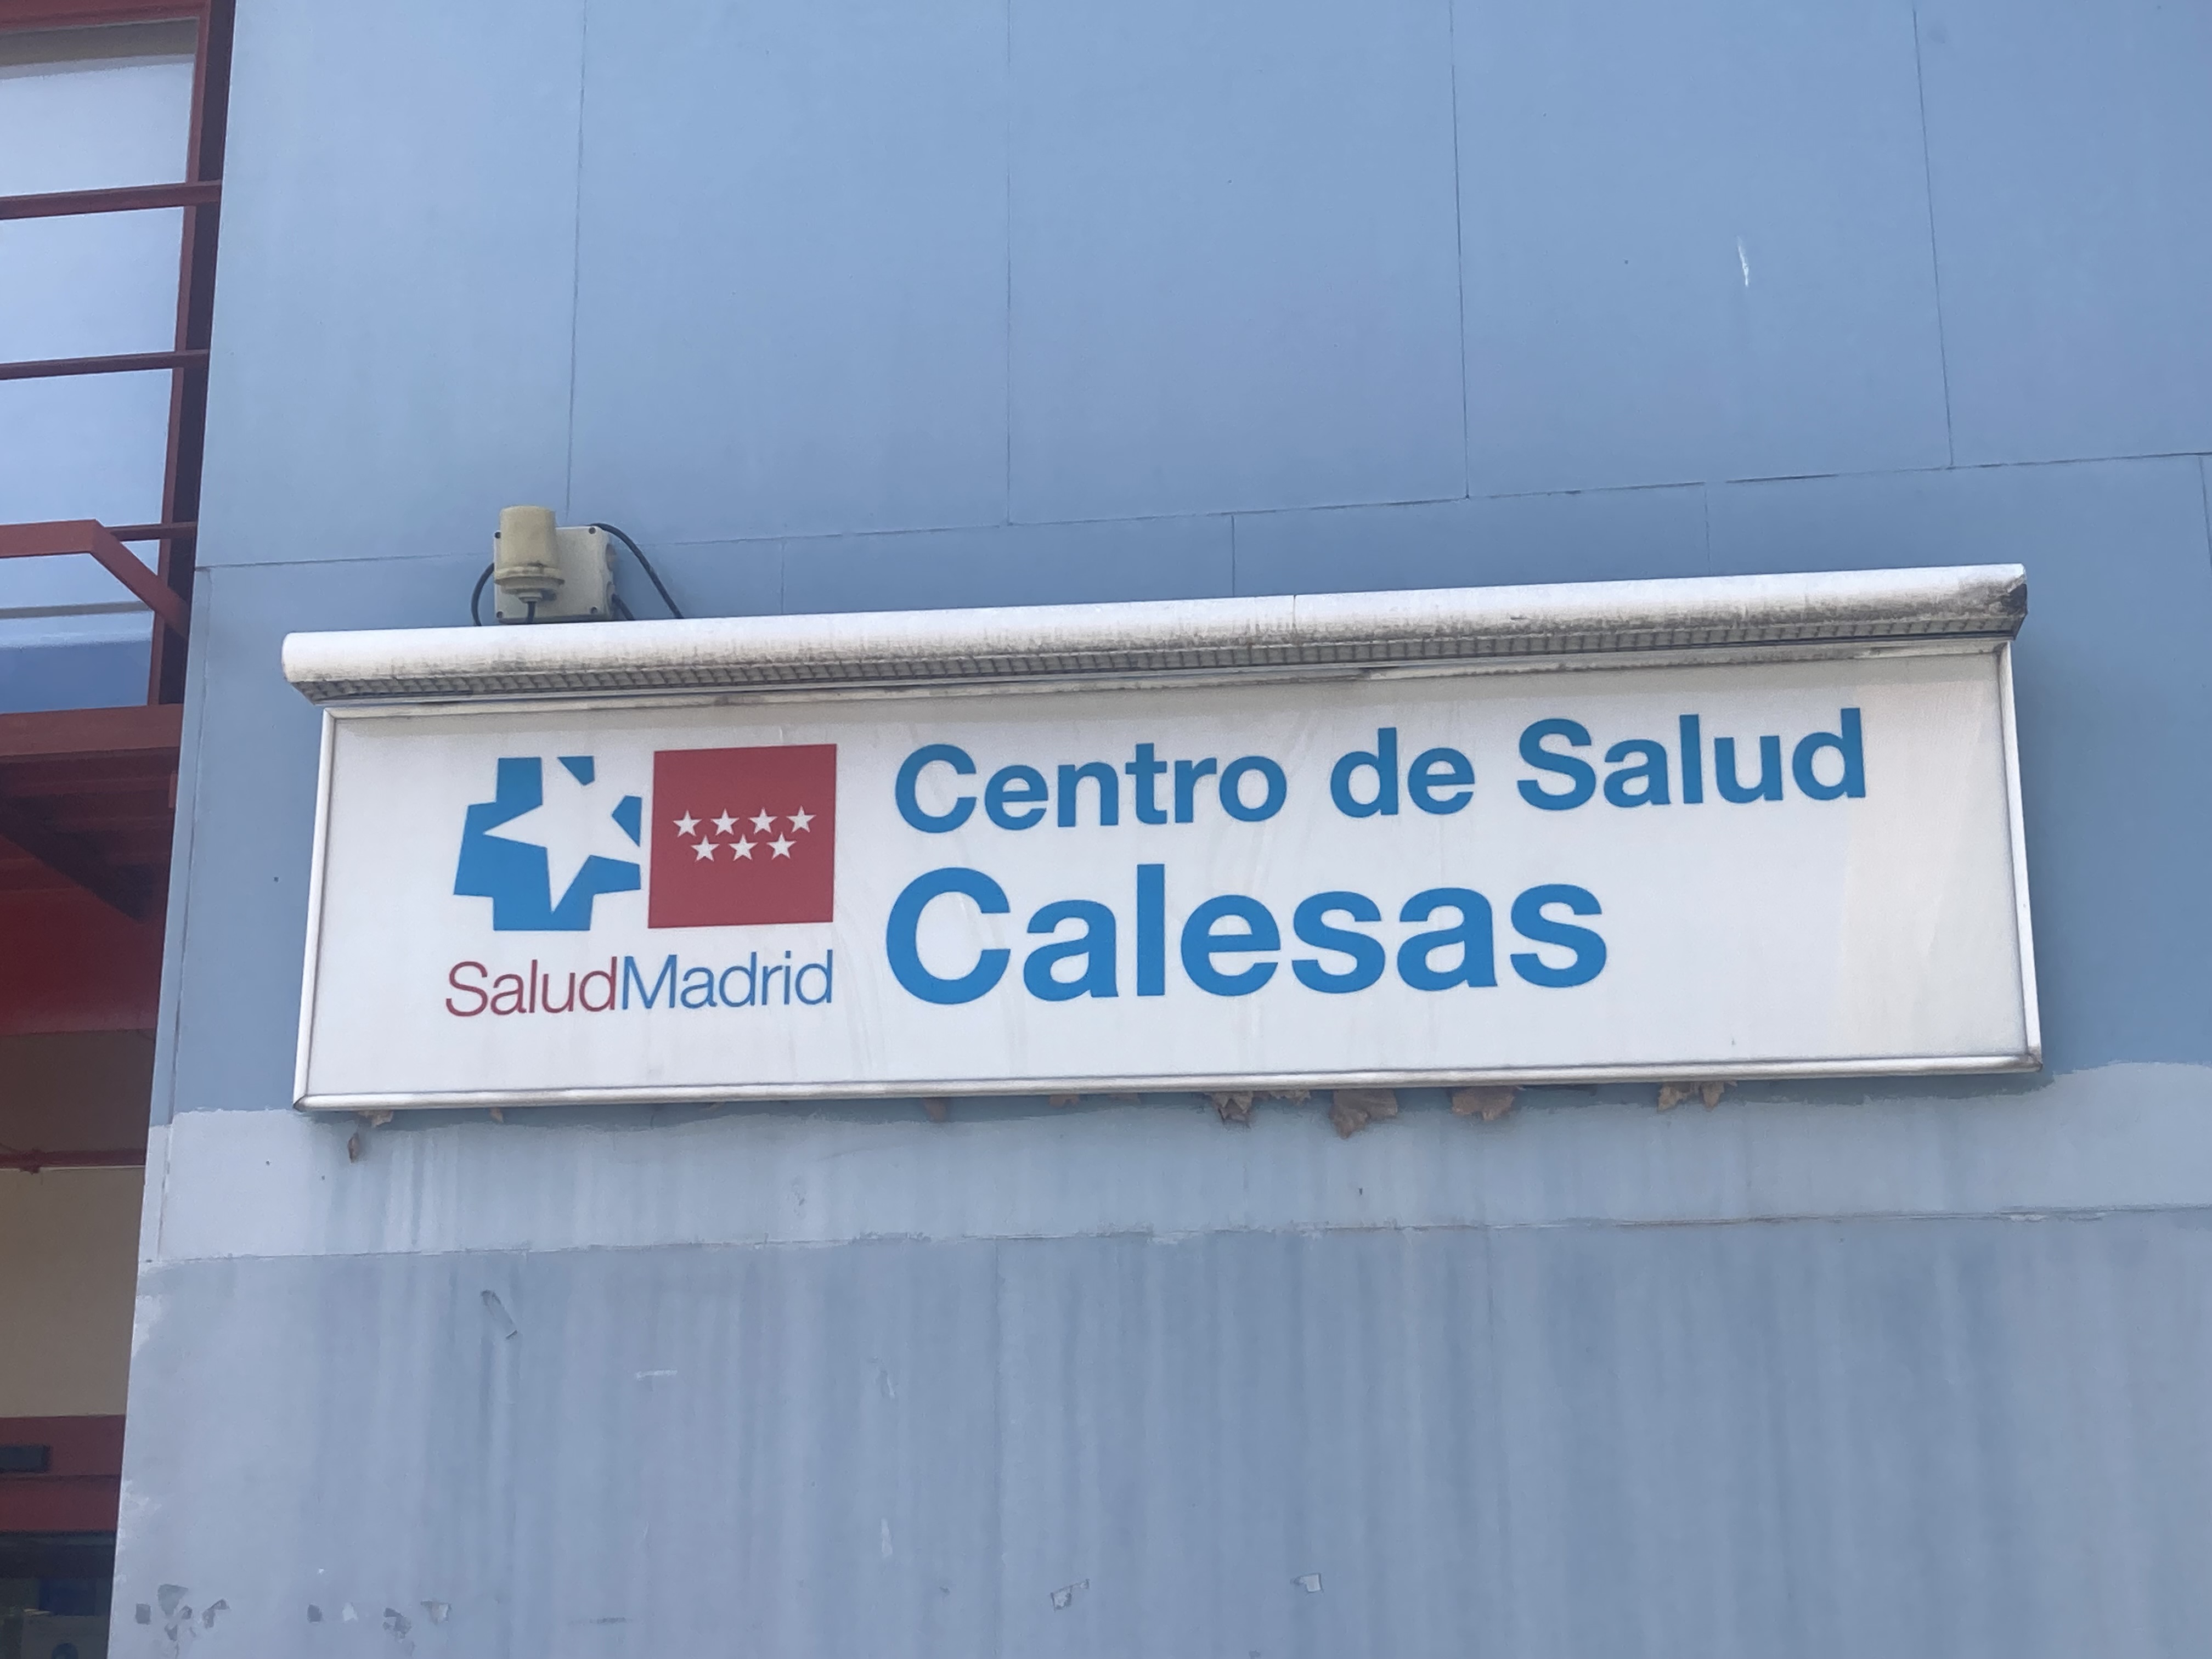 Centro de Salud
Calesas
SaludMadrid